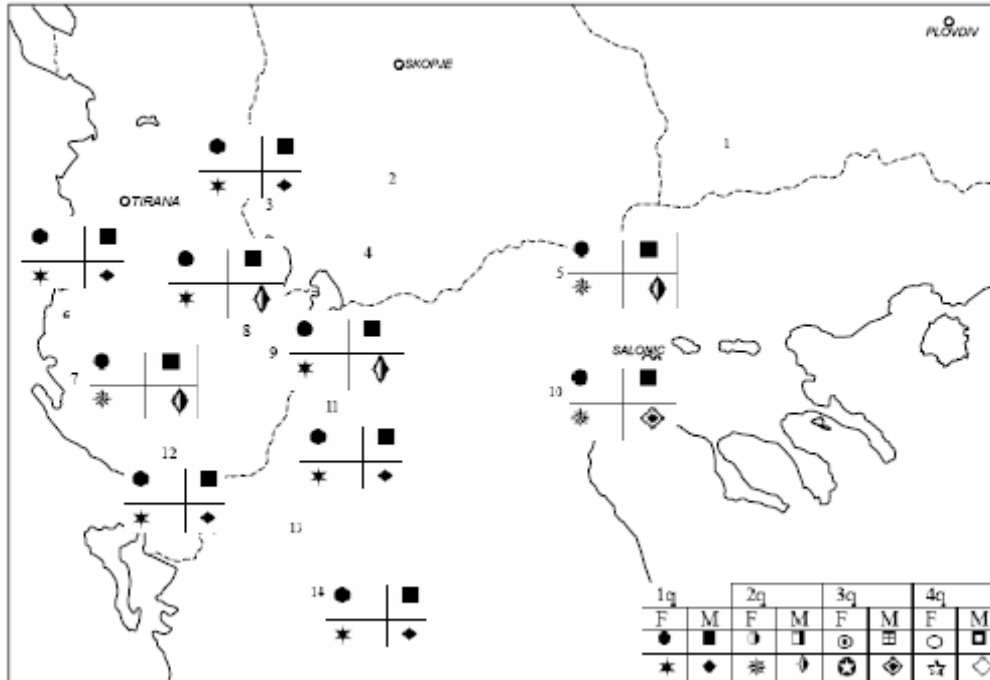 PLOVDIV
SKOPJE
1
2
TIRANA
3
4
5
6
8
SALONIC
9
7
10
11
12
13
14
1q 2q 3q 4q
F M F M F M F M